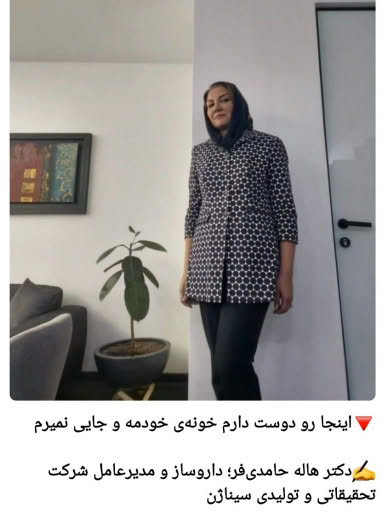 🔻اینجا رو دوست دارم خونه‌ی خودمه و جایی نمیرم
✍️دکتر هاله حامدی‌فر؛ داروساز و مدیرعامل شرکت
تحقیقاتی و تولیدی سیناژن